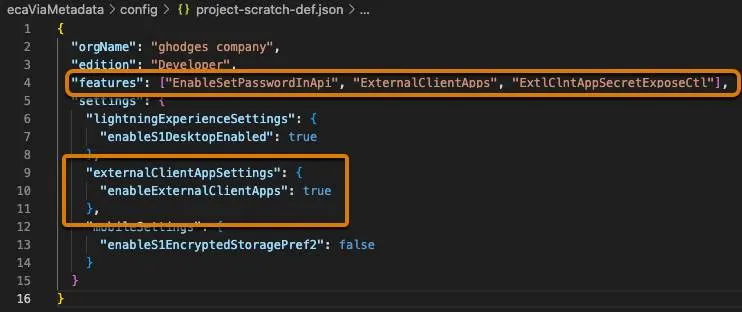 ecaViaMetadata > config > {} project-scratch-def.json > ...
1 {
2 "orgName": "ghodges company",
3 "edition": "Developer",
4 "features": ["EnableSetPasswordInApi", "ExternalClientApps", "ExtlClntAppSecretExposeCtl"],
5 "settings": {
6 "lightningExperienceSettings": {
7 "enableS1DesktopEnabled": true
8 },
9 "externalClientAppSettings": {
10 "enableExternalClientApps": true
11 },
12 "mobileSettings": {
13 "enableS1EncryptedStoragePref2": false
14 }
15 }
16 }